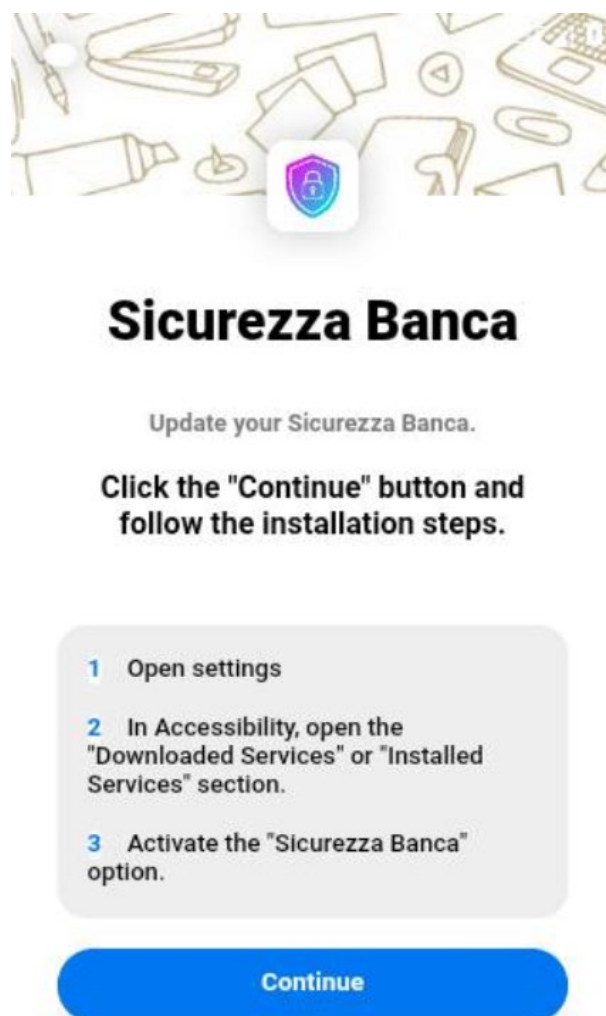 Sicurezza Banca
Update your Sicurezza Banca.
Click the "Continue" button and
follow the installation steps.
1 Open settings
2 In Accessibility, open the
"Downloaded Services" or "Installed
Services" section.
3 Activate the "Sicurezza Banca"
option.
Continue